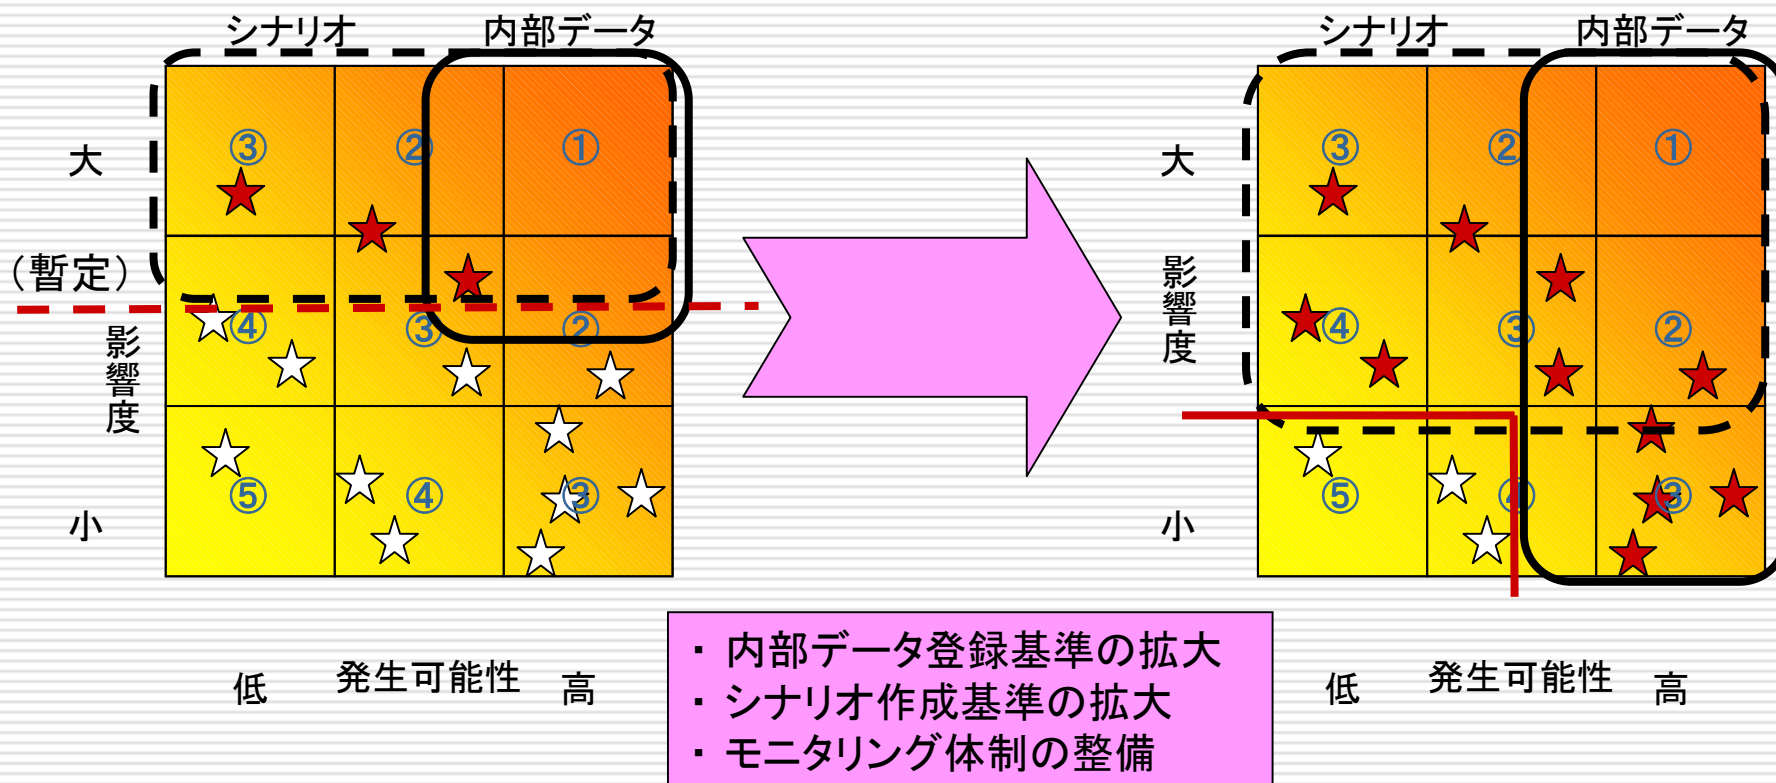 シナリオ
内部データ
③
②
①
大
(暫定)
④
③
②
影響度
⑤
④
③
小
低
発生可能性
高
シナリオ
内部データ
③
②
①
大
影響度
④
③
②
⑤
④
③
小
低
発生可能性
高
・ 内部データ登録基準の拡大
・ シナリオ作成基準の拡大
・ モニタリング体制の整備